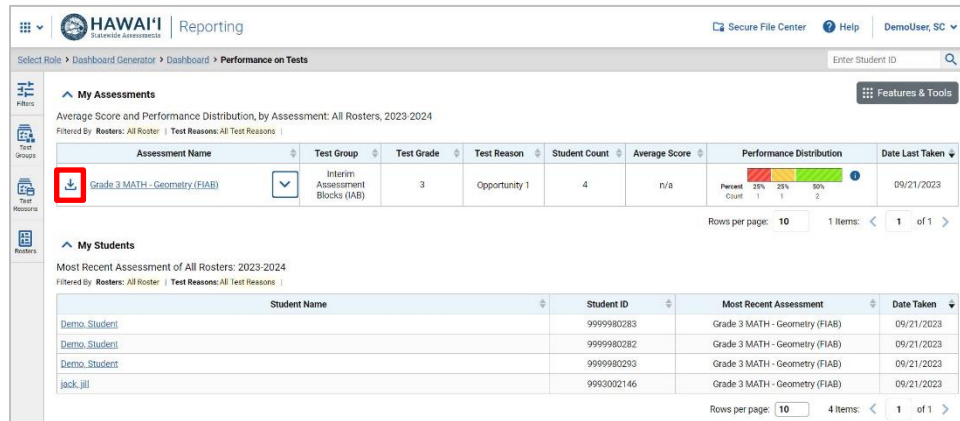 HAWAI'I
Statewide Assessments
Reporting
Secure File Center
Help
DemoUser, SC
Select Role > Dashboard Generator > Dashboard > Performance on Tests
Enter Student ID
Filters
Test
Groups
Test
Reasons
Rosters
My Assessments
Features & Tools
Average Score and Performance Distribution, by Assessment: All Rosters, 2023-2024
Filtered By Rosters: All Roster | Test Reasons: All Test Reasons |
Assessment Name Test Group Test Grade Test Reason Student Count Average Score Performance Distribution Date Last Taken
Grade 3 MATH - Geometry (FIAB)
Interim
Assessment
Blocks (IAB)
3
Opportunity 1
4
n/a
Percent 25% 25% 50%
Count 1 1 2
09/21/2023
Rows per page: 10 1 Items: < 1 of 1 >
My Students
Most Recent Assessment of All Rosters: 2023-2024
Filtered By Rosters: All Roster | Test Reasons: All Test Reasons |
Student Name Student ID Most Recent Assessment Date Taken
Demo, Student 9999980283 Grade 3 MATH - Geometry (FIAB) 09/21/2023
Demo, Student 9999980282 Grade 3 MATH - Geometry (FIAB) 09/21/2023
Demo, Student 9999980293 Grade 3 MATH - Geometry (FIAB) 09/21/2023
jack, jill 9993002146 Grade 3 MATH - Geometry (FIAB) 09/21/2023
Rows per page: 10 4 Items: < 1 of 1 >